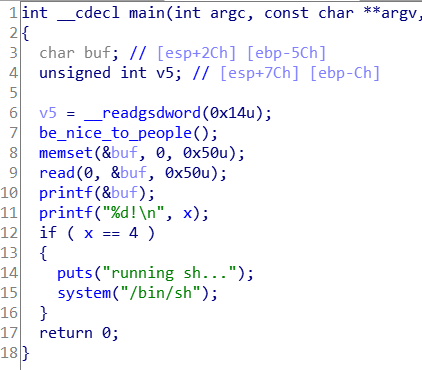 1 int __cdecl main(int argc, const char **argv,
2 {
3 char buf; // [esp+2Ch] [ebp-5Ch]
4 unsigned int v5; // [esp+7Ch] [ebp-Ch]
5
6 v5 = __readgsdword(0x14u);
7 be_nice_to_people();
8 memset(&buf, 0, 0x50u);
9 read(0, &buf, 0x50u);
10 printf(&buf);
11 printf("%d!\n", x);
12 if ( x == 4 )
13 {
14 puts("running sh...");
15 system("/bin/sh");
16 }
17 return 0;
18 }